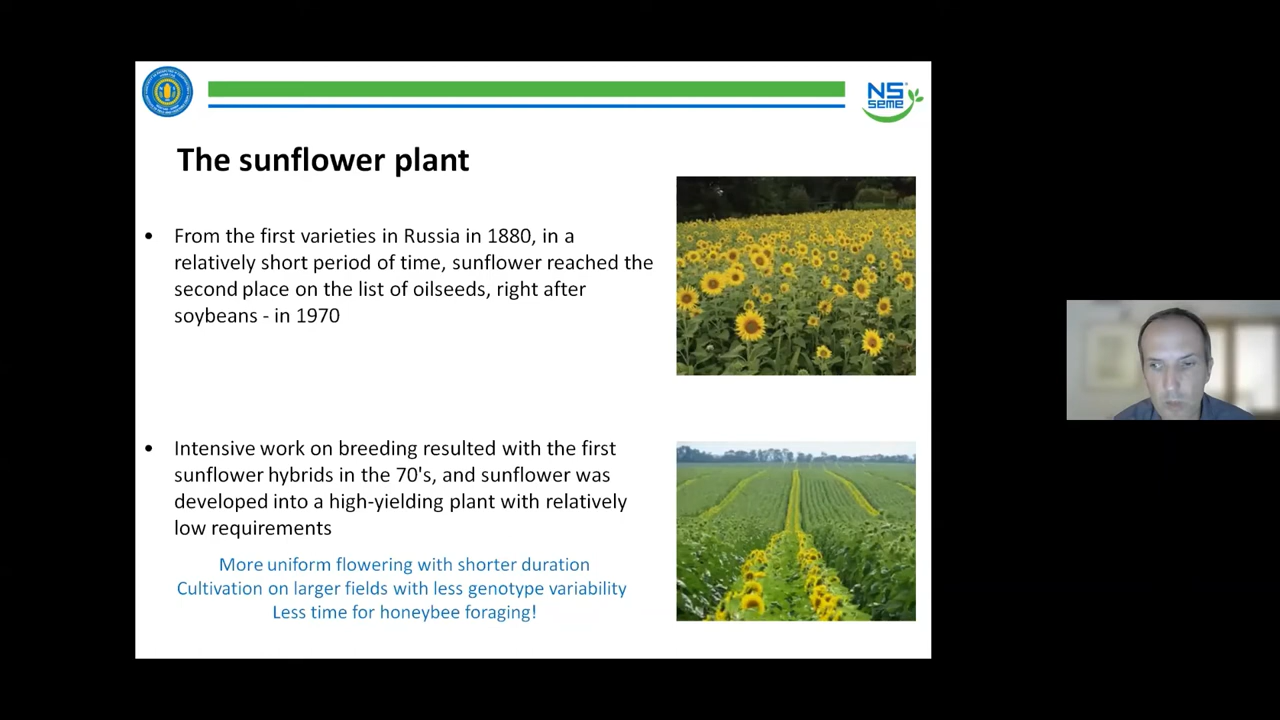 NS
seme
The sunflower plant
• From the first varieties in Russia in 1880, in a
relatively short period of time, sunflower reached the
second place on the list of oilseeds, right after
soybeans - in 1970
• Intensive work on breeding resulted with the first
sunflower hybrids in the 70's, and sunflower was
developed into a high-yielding plant with relatively
low requirements
More uniform flowering with shorter duration
Cultivation on larger fields with less genotype variability
Less time for honeybee foraging!